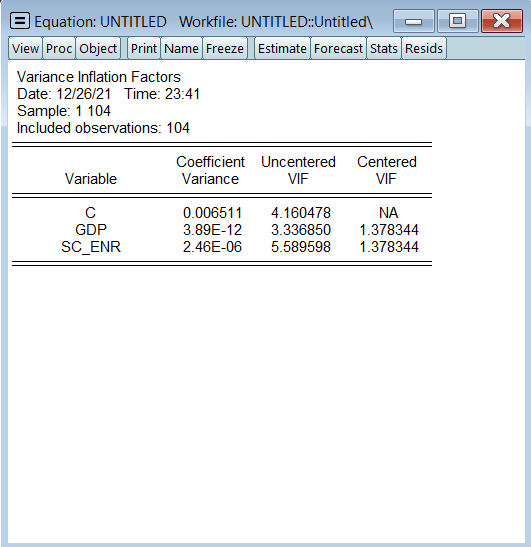 Equation: UNTITLED Workfile: UNTITLED::Untitled\
View Proc Object Print Name Freeze Estimate Forecast Stats Resids
Variance Inflation Factors
Date: 12/26/21 Time: 23:41
Sample: 1 104
Included observations: 104
Coefficient Uncentered Centered
Variable Variance VIF VIF
C 0.006511 4.160478 NA
GDP 3.89E-12 3.336850 1.378344
SC_ENR 2.46E-06 5.589598 1.378344